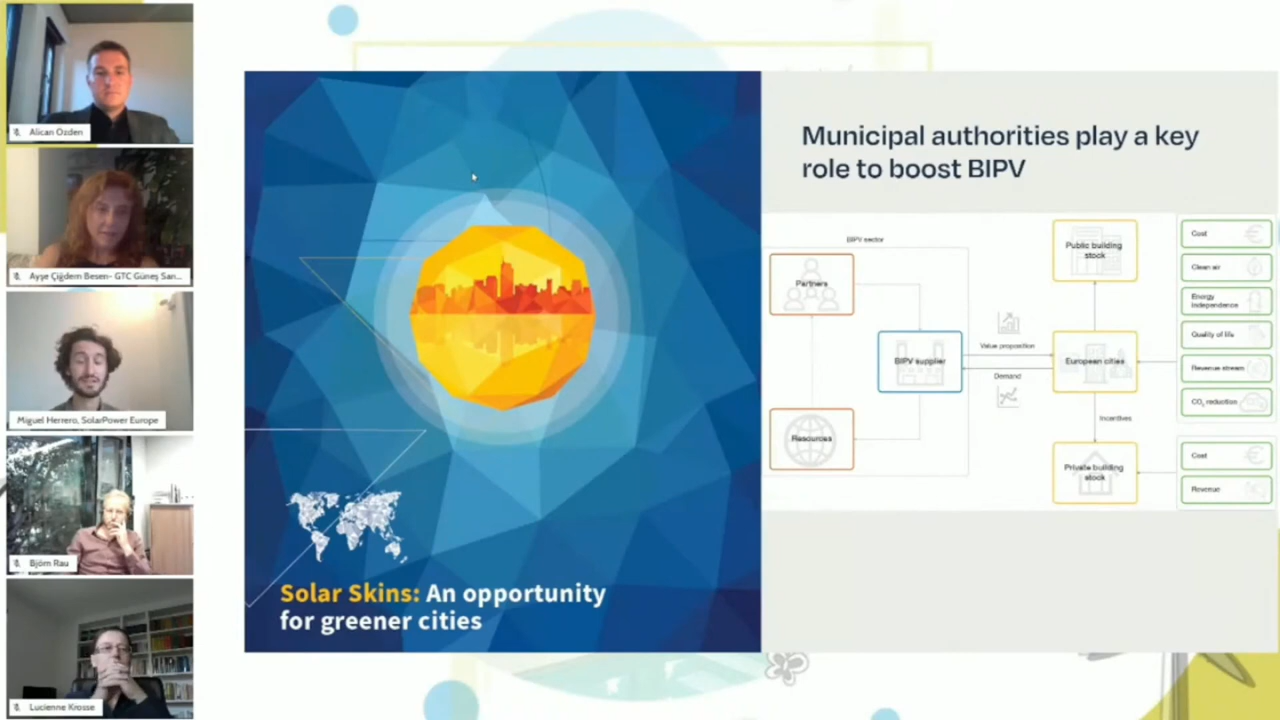 Alican Ozden
Ayşe Çiğdem Besen- GTC Güneş San...
Miguel Herrero, SolarPower Europe
Björn Rau
Lucienne Krosse
Solar Skins: An opportunity
for greener cities
Municipal authorities play a key
role to boost BIPV
BIPV sector
Partners
Resources
BIPV supplier
Value proposition
Demand
Public building
stock
European cities
Incentives
Private building
stock
Cost
Clean air
Energy
Independence
Quality of life
Revenue stream
CO₂ reduction
Cost
Revenue